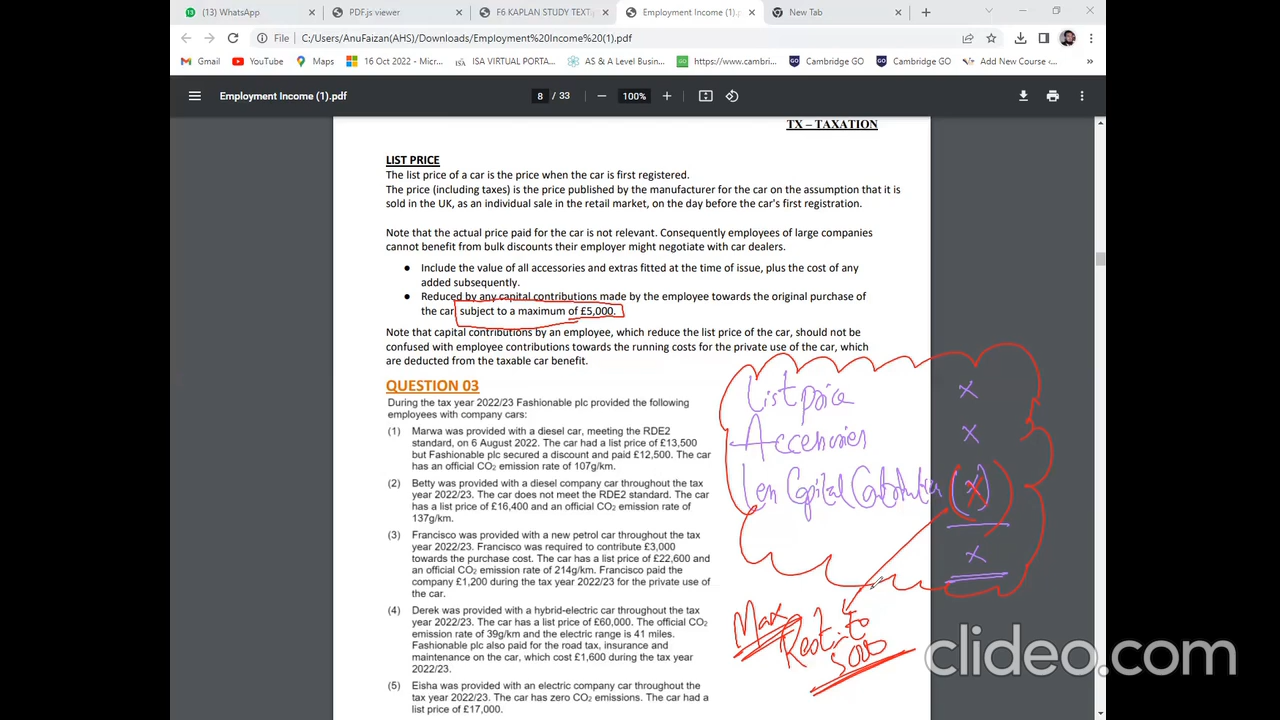 (13) WhatsApp
PDF.js viewer
F6 KAPLAN STUDY TEXT.p
Employment Income (1).pdf
New Tab
File
C:/Users/AnuFaizan(AHS)/Downloads/Employment%20Income%20(1).pdf
Gmail
YouTube
Maps
16 Oct 2022 - Micr...
ISA VIRTUAL PORTA...
AS & A Level Busin...
https://www.cambri...
Cambridge GO
Cambridge GO
Add New Course ‹...
»
Employment Income (1).pdf
8 / 33
100%
TX – TAXATION
LIST PRICE
The list price of a car is the price when the car is first registered.
The price (including taxes) is the price published by the manufacturer for the car on the assumption that it is
sold in the UK, as an individual sale in the retail market, on the day before the car's first registration.
Note that the actual price paid for the car is not relevant. Consequently employees of large companies
cannot benefit from bulk discounts their employer might negotiate with car dealers.
● Include the value of all accessories and extras fitted at the time of issue, plus the cost of any
added subsequently.
● Reduced by any capital contributions made by the employee towards the original purchase of
the car subject to a maximum of £5,000.
Note that capital contributions by an employee, which reduce the list price of the car, should not be
confused with employee contributions towards the running costs for the private use of the car, which
are deducted from the taxable car benefit.
QUESTION 03
During the tax year 2022/23 Fashionable plc provided the following
employees with company cars:
(1) Marwa was provided with a diesel car, meeting the RDE2
standard, on 6 August 2022. The car had a list price of £13,500
but Fashionable plc secured a discount and paid £12,500. The car
has an official CO2 emission rate of 107g/km.
(2) Betty was provided with a diesel company car throughout the tax
year 2022/23. The car does not meet the RDE2 standard. The car
has a list price of £16,400 and an official CO2 emission rate of
137g/km.
(3) Francisco was provided with a new petrol car throughout the tax
year 2022/23. Francisco was required to contribute £3,000
towards the purchase cost. The car has a list price of £22,600 and
an official CO2 emission rate of 214g/km. Francisco paid the
company £1,200 during the tax year 2022/23 for the private use of
the car.
(4) Derek was provided with a hybrid-electric car throughout the tax
year 2022/23. The car has a list price of £60,000. The official CO2
emission rate of 39g/km and the electric range is 41 miles.
Fashionable plc also paid for the road tax, insurance and
maintenance on the car, which cost £1,600 during the tax year
2022/23.
(5) Eisha was provided with an electric company car throughout the
tax year 2022/23. The car has zero CO2 emissions. The car had a
list price of £17,000.
List price x
Accessories x
Less Capital Contribution (x)
x
Max
Rest. to
5000
clideo.com